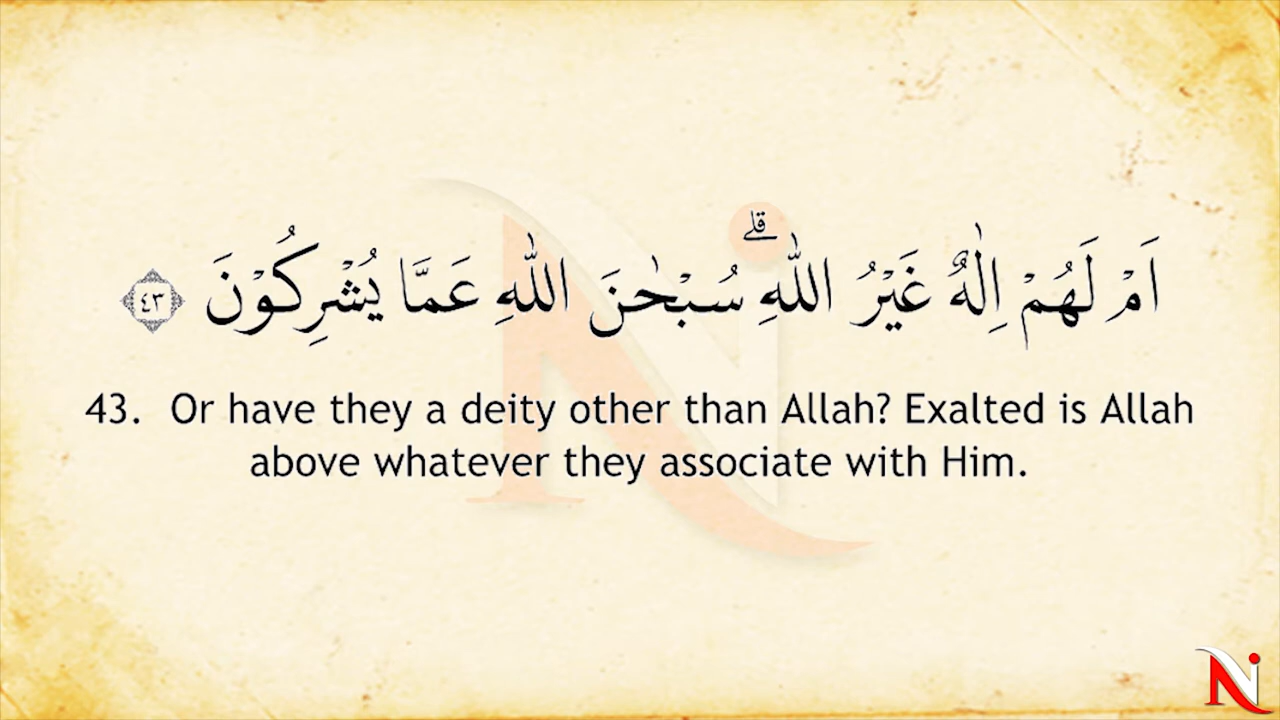 اَمْ لَهُمْ اِلٰهٌ غَيْرُ اللّٰهِ ۗ سُبْحٰنَ اللّٰهِ عَمَّا يُشْرِكُوْنَ ٤٣
43. Or have they a deity other than Allah? Exalted is Allah
above whatever they associate with Him.